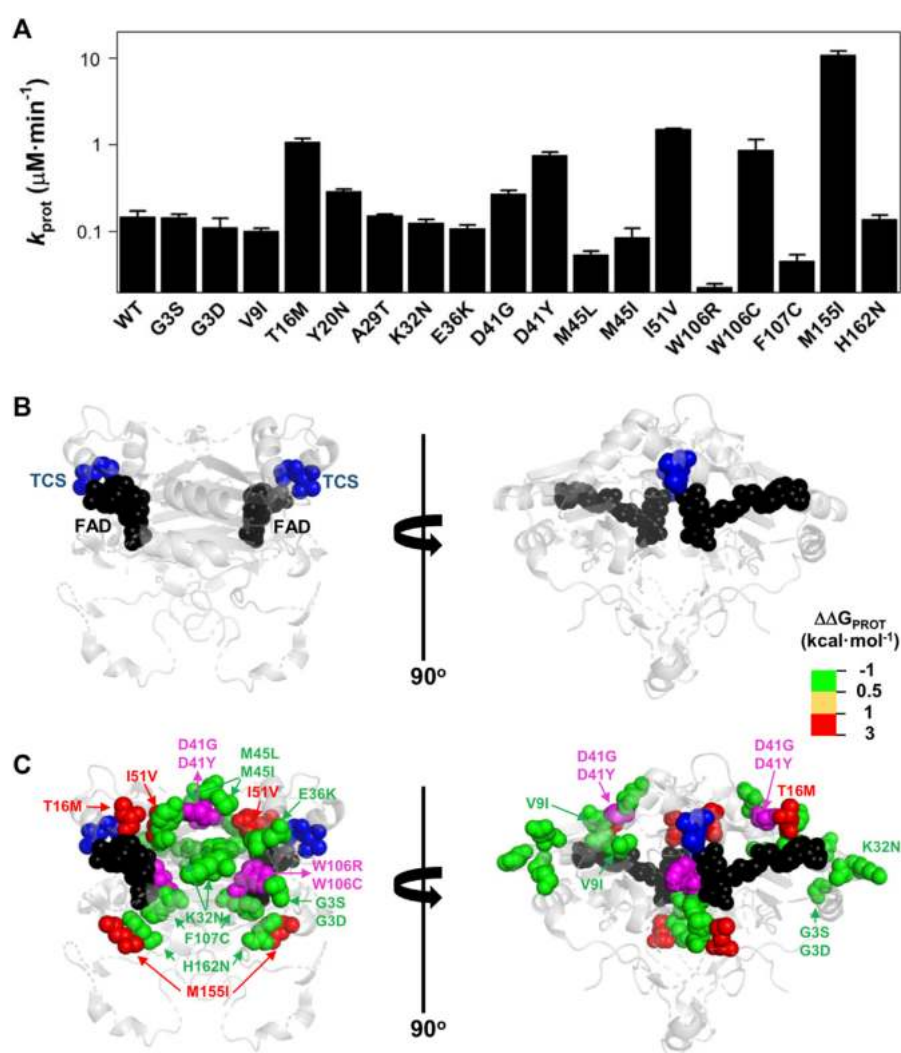 A
k_prot (μM·min⁻¹)
10
1
0.1
WT
G3S
G3D
V9I
T16M
Y20N
A29T
K32N
E36K
D41G
D41Y
M45L
M45I
I51V
W106R
W106C
F107C
M155I
H162N
B
TCS
TCS
FAD
FAD
90º
ΔΔG_PROT
(kcal·mol⁻¹)
-1
0.5
1
3
C
D41G
D41Y
M45L
M45I
I51V
I51V
T16M
E36K
W106R
W106C
G3S
G3D
K32N
F107C
H162N
M155I
90º
D41G
D41Y
D41G
D41Y
T16M
V9I
V9I
K32N
G3S
G3D